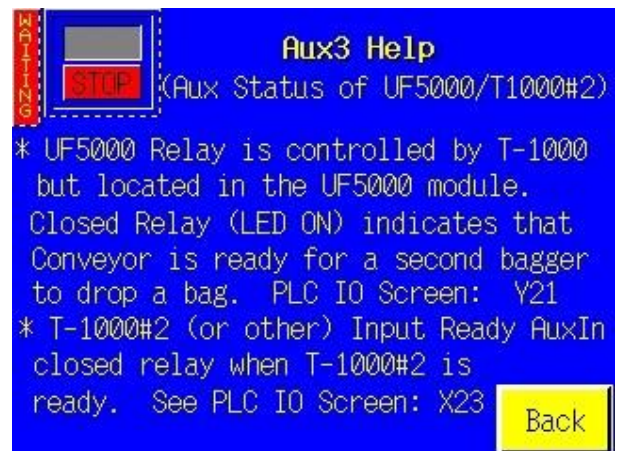 WAITING
STOP
Aux3 Help
(Aux Status of UF5000/T1000#2)
* UF5000 Relay is controlled by T-1000
but located in the UF5000 module.
Closed Relay (LED ON) indicates that
Conveyor is ready for a second bagger
to drop a bag. PLC IO Screen: Y21
* T-1000#2 (or other) Input Ready AuxIn
closed relay when T-1000#2 is
ready. See PLC IO Screen: X23
Back